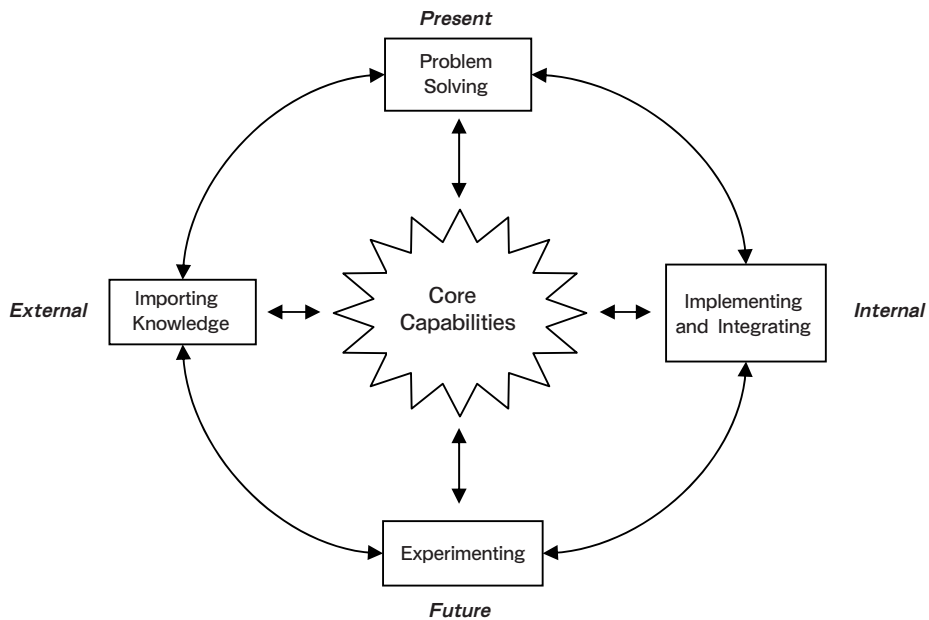 Present
Problem
Solving
External
Importing
Knowledge
Core
Capabilities
Implementing
and Integrating
Internal
Experimenting
Future